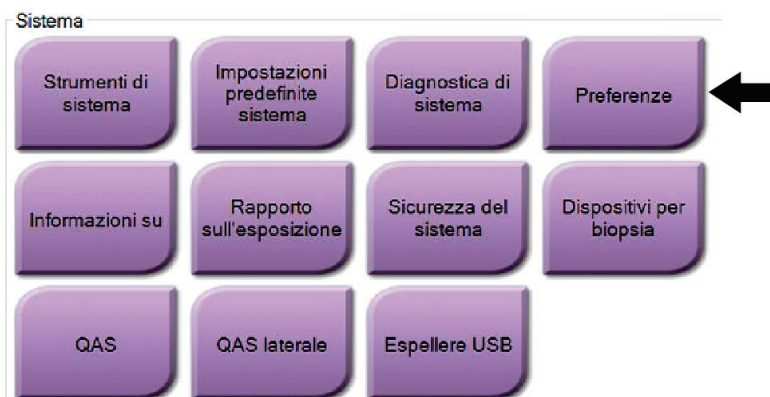 Sistema
Strumenti di
sistema
Impostazioni
predefinite
sistema
Diagnostica di
sistema
Preferenze
Informazioni su
Rapporto
sull'esposizione
Sicurezza del
sistema
Dispositivi per
biopsia
QAS
QAS laterale
Espellere USB